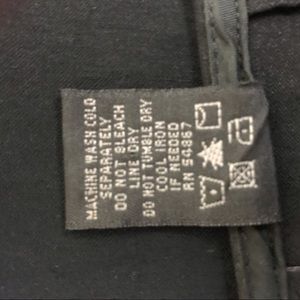 MACHINE WASH COLD
SEPARATELY
DO NOT BLEACH
LINE DRY
DO NOT TUMBLE DRY
COOL IRON
IF NEEDED
RN 54867